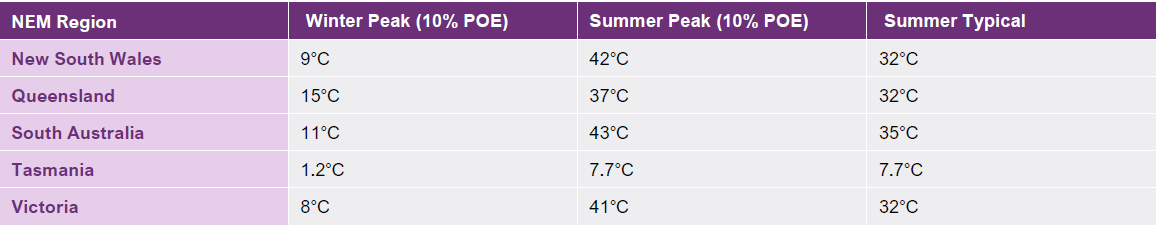 NEM Region Winter Peak (10% POE) Summer Peak (10% POE) Summer Typical
New South Wales 9°C 42°C 32°C
Queensland 15°C 37°C 32°C
South Australia 11°C 43°C 35°C
Tasmania 1.2°C 7.7°C 7.7°C
Victoria 8°C 41°C 32°C